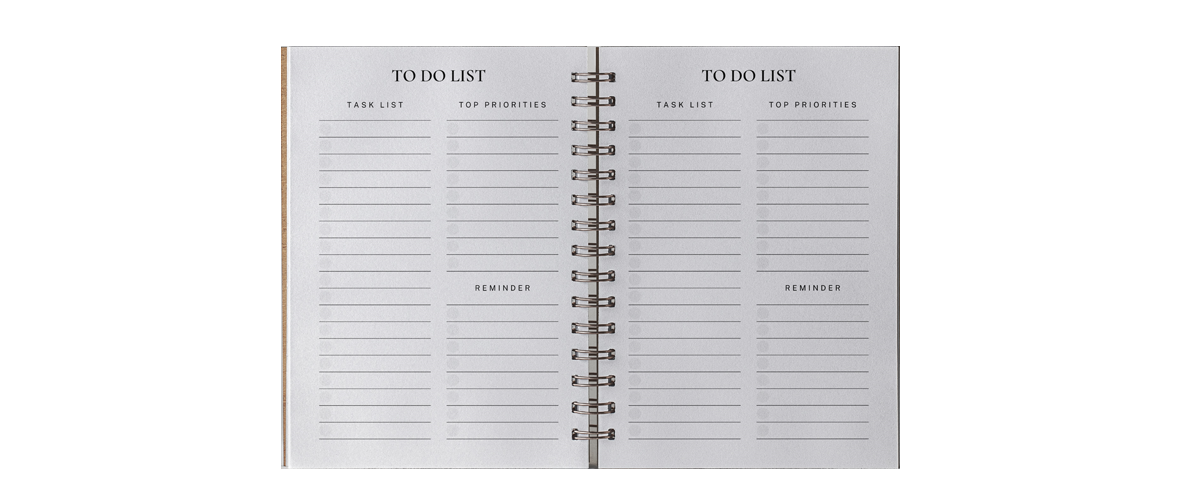 TO DO LIST
TASK LIST
TOP PRIORITIES
REMINDER
TO DO LIST
TASK LIST
TOP PRIORITIES
REMINDER